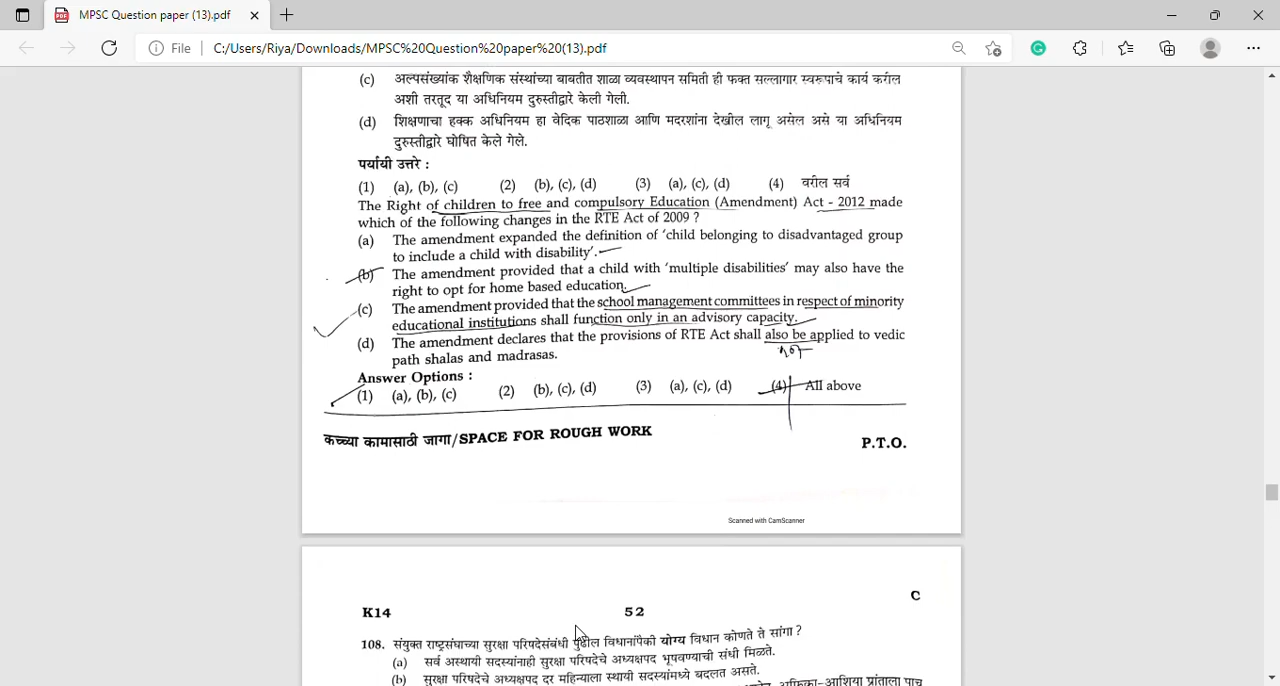 MPSC Question paper (13).pdf
File C:/Users/Riya/Downloads/MPSC%20Question%20paper%20(13).pdf
(c) अल्पसंख्यांक शैक्षणिक संस्थांच्या बाबतीत शाळा व्यवस्थापन समिती ही फक्त सल्लागार स्वरूपाचे कार्य करील
अशी तरतूद या अधिनियम दुरुस्तीद्वारे केली गेली.
(d) शिक्षणाचा हक्क अधिनियम हा वेदिक पाठशाळा आणि मदरशांना देखील लागू असेल असे या अधिनियम
दुरुस्तीद्वारे घोषित केले गेले.
पर्यायी उत्तरे :
(1) (a), (b), (c) (2) (b), (c), (d) (3) (a), (c), (d) (4) वरील सर्व
The Right of children to free and compulsory Education (Amendment) Act - 2012 made
which of the following changes in the RTE Act of 2009 ?
(a) The amendment expanded the definition of 'child belonging to disadvantaged group
to include a child with disability'.
(b) The amendment provided that a child with 'multiple disabilities' may also have the
right to opt for home based education.
(c) The amendment provided that the school management committees in respect of minority
educational institutions shall function only in an advisory capacity.
(d) The amendment declares that the provisions of RTE Act shall also be applied to vedic
not
path shalas and madrasas.
Answer Options :
(1) (a), (b), (c) (2) (b), (c), (d) (3) (a), (c), (d) (4) All above
कच्च्या कामासाठी जागा/SPACE FOR ROUGH WORK
P.T.O.
Scanned with CamScanner
C
K14 52
108. संयुक्त राष्ट्रसंघाच्या सुरक्षा परिषदेसंबंधी पुढील विधानांपैकी योग्य विधान कोणते ते सांगा ?
(a) सर्व अस्थायी सदस्यांनाही सुरक्षा परिषदेचे अध्यक्षपद भूषवण्याची संधी मिळते.
(b) सुरक्षा परिषदेचे अध्यक्षपद दर महिन्याला स्थायी सदस्यांमध्ये बदलत असते.
आफ्रिका-आशिया प्रांताला पाच